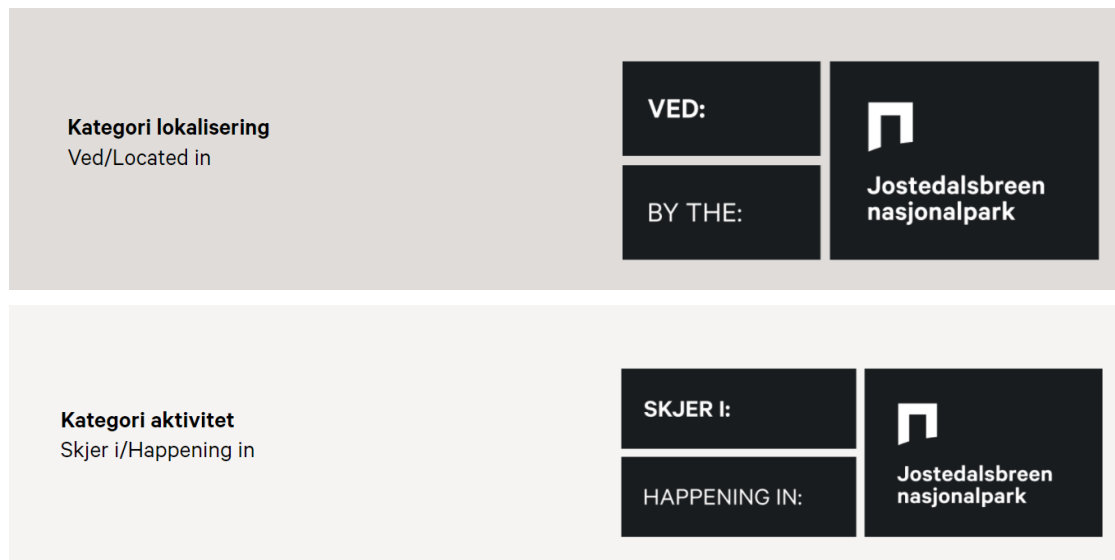 Kategori lokalisering
Ved/Located in
VED:
BY THE:
Jostedalsbreen
nasjonalpark
Kategori aktivitet
Skjer i/Happening in
SKJER I:
HAPPENING IN:
Jostedalsbreen
nasjonalpark